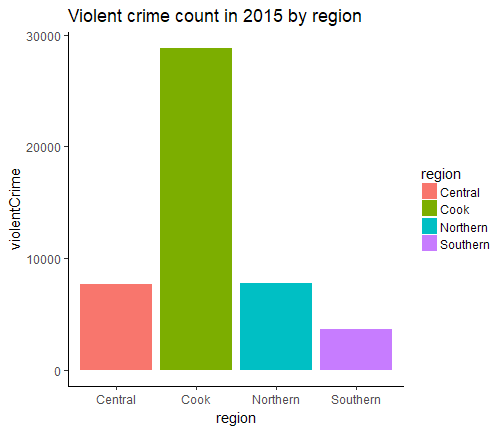 Violent crime count in 2015 by region
30000
20000
10000
0
violentCrime
Central
Cook
Northern
Southern
region
region
Central
Cook
Northern
Southern